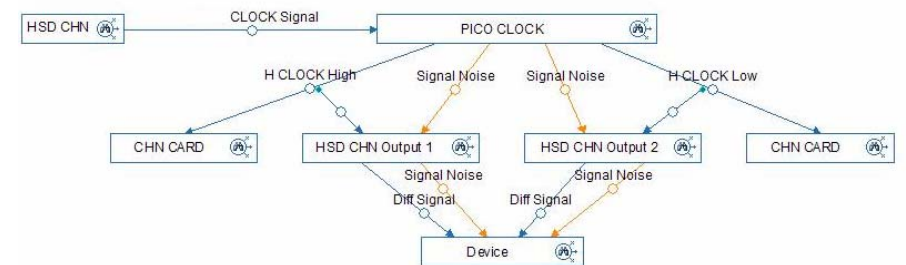 CLOCK Signal
HSD CHN
PICO CLOCK
H CLOCK High
Signal Noise
Signal Noise
H CLOCK Low
CHN CARD
HSD CHN Output 1
HSD CHN Output 2
CHN CARD
Signal Noise
Signal Noise
Diff Signal
Diff Signal
Device